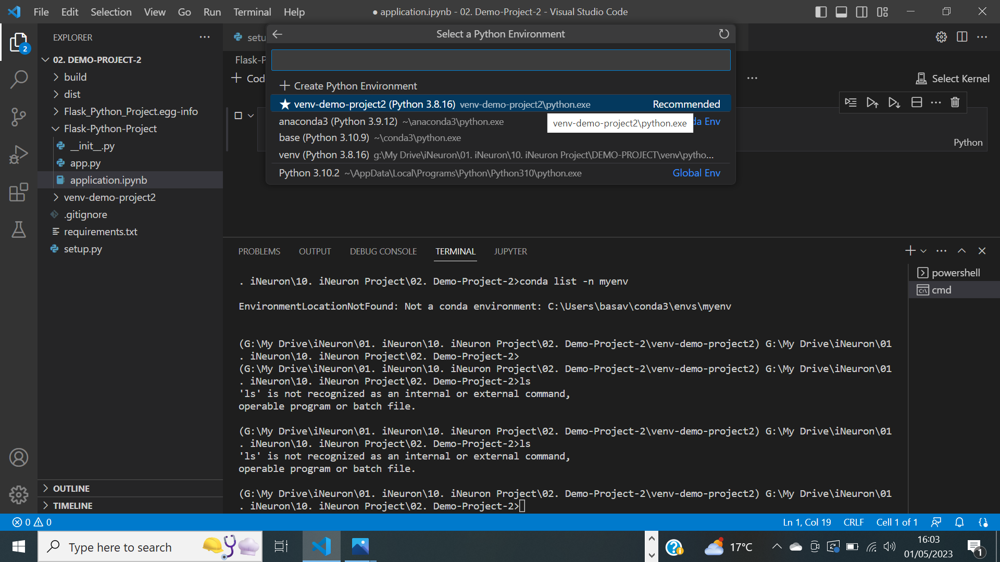 File Edit Selection View Go Run Terminal Help
● application.ipynb - 02. Demo-Project-2 - Visual Studio Code
EXPLORER
2
02. DEMO-PROJECT-2
build
dist
Flask_Python_Project.egg-info
Flask-Python-Project
__init__.py
app.py
application.ipynb
venv-demo-project2
.gitignore
requirements.txt
setup.py
OUTLINE
TIMELINE
setu
Flask-P
+ Cod
Select Kernel
Python
Select a Python Environment
+ Create Python Environment
★ venv-demo-project2 (Python 3.8.16) venv-demo-project2\python.exe Recommended
anaconda3 (Python 3.9.12) ~\anaconda3\python.exe da Env
venv-demo-project2\python.exe
base (Python 3.10.9) ~\conda3\python.exe
venv (Python 3.8.16) g:\My Drive\iNeuron\01. iNeuron\10. iNeuron Project\DEMO-PROJECT\venv\pytho...
Python 3.10.2 ~\AppData\Local\Programs\Python\Python310\python.exe Global Env
PROBLEMS OUTPUT DEBUG CONSOLE TERMINAL JUPYTER
powershell
cmd
. iNeuron\10. iNeuron Project\02. Demo-Project-2>conda list -n myenv
EnvironmentLocationNotFound: Not a conda environment: C:\Users\basav\conda3\envs\myenv
(G:\My Drive\iNeuron\01. iNeuron\10. iNeuron Project\02. Demo-Project-2\venv-demo-project2) G:\My Drive\iNeuron\01
. iNeuron\10. iNeuron Project\02. Demo-Project-2>
(G:\My Drive\iNeuron\01. iNeuron\10. iNeuron Project\02. Demo-Project-2\venv-demo-project2) G:\My Drive\iNeuron\01
. iNeuron\10. iNeuron Project\02. Demo-Project-2>ls
'ls' is not recognized as an internal or external command,
operable program or batch file.
(G:\My Drive\iNeuron\01. iNeuron\10. iNeuron Project\02. Demo-Project-2\venv-demo-project2) G:\My Drive\iNeuron\01
. iNeuron\10. iNeuron Project\02. Demo-Project-2>ls
'ls' is not recognized as an internal or external command,
operable program or batch file.
(G:\My Drive\iNeuron\01. iNeuron\10. iNeuron Project\02. Demo-Project-2\venv-demo-project2) G:\My Drive\iNeuron\01
. iNeuron\10. iNeuron Project\02. Demo-Project-2>
0 0
Ln 1, Col 19 CRLF Cell 1 of 1
Type here to search
17°C
16:03
01/05/2023
1